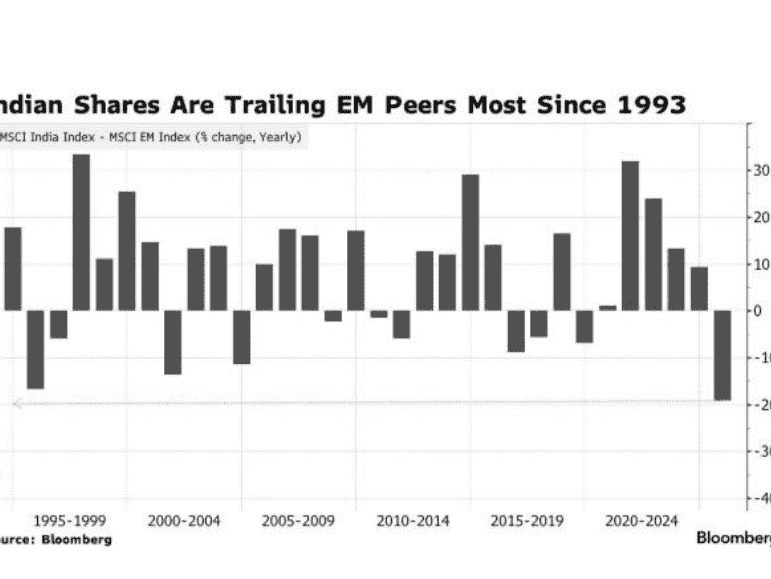 ndian Shares Are Trailing EM Peers Most Since 1993
MSCI India Index - MSCI EM Index (% change, Yearly)
30
20
10
0
-10
-20
-30
-40
1995-1999 2000-2004 2005-2009 2010-2014 2015-2019 2020-2024
urce: Bloomberg
Bloomberg